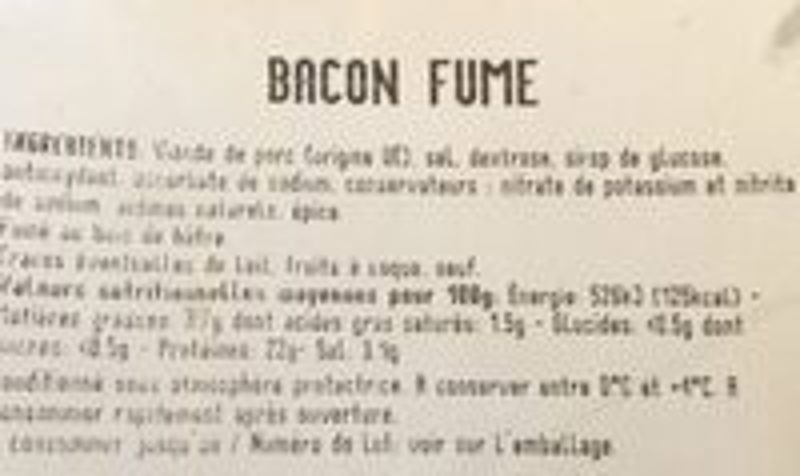 BACON FUME
INGREDIENTS: Viande de porc (origine UE), sel, dextrose, sirop de glucose,
antioxydant: ascorbate de sodium, conservateurs : nitrate de potassium et nitrite
de sodium, arômes naturels, épice
Fumé au bois de hêtre
Traces éventuelles de lait, fruits à coque, oeuf.
Valeurs nutritionnelles moyennes pour 100g: Energie: 526kJ (125kcal) -
Matières grasses: 3,7g dont acides gras saturés: 1.5g - Glucides: <0.5g dont
sucres: <0.5g - Protéines: 22g- Sel: 3.1g
Conditionné sous atmosphère protectrice. A conserver entre 0°C et +4°C. A
consommer rapidement après ouverture.
A consommer jusqu'au / Numéro de Lot: voir sur l'emballage